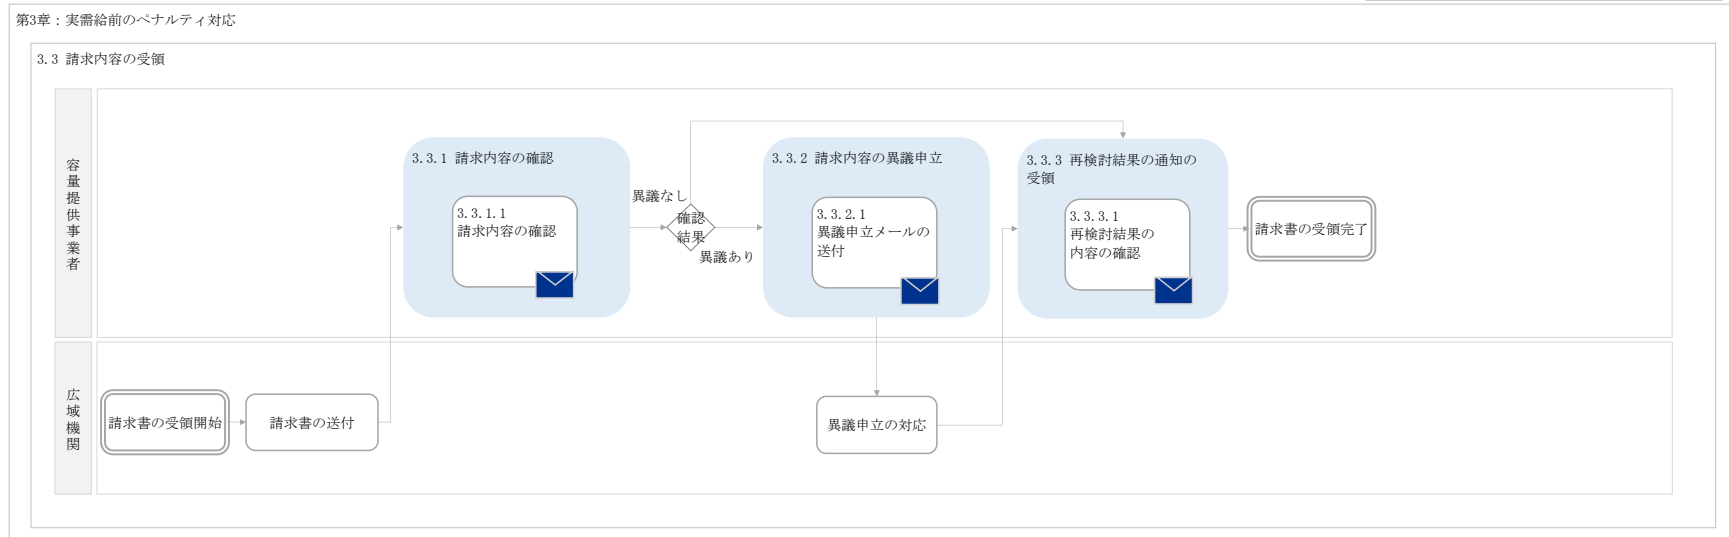 第3章：実需給前のペナルティ対応
3.3 請求内容の受領
容量提供事業者
3.3.1 請求内容の確認
3.3.1.1
請求内容の確認
異議なし
確認
結果
異議あり
3.3.2 請求内容の異議申立
3.3.2.1
異議申立メールの
送付
3.3.3 再検討結果の通知の
受領
3.3.3.1
再検討結果の
内容の確認
請求書の受領完了
広域機関
請求書の受領開始
請求書の送付
異議申立の対応